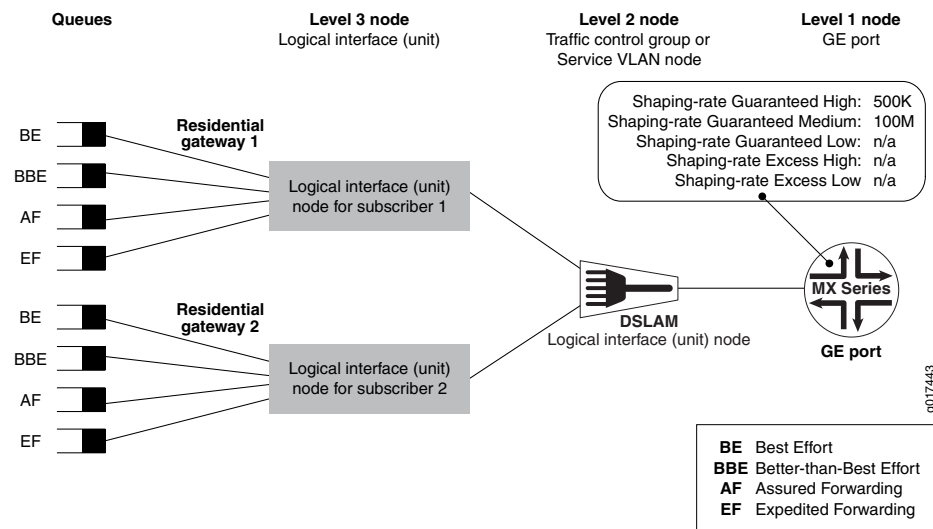 Queues
Level 3 node
Logical interface (unit)
Level 2 node
Traffic control group or
Service VLAN node
Level 1 node
GE port
Shaping-rate Guaranteed High: 500K
Shaping-rate Guaranteed Medium: 100M
Shaping-rate Guaranteed Low: n/a
Shaping-rate Excess High: n/a
Shaping-rate Excess Low n/a
BE
BBE
AF
EF
Residential
gateway 1
Logical interface (unit)
node for subscriber 1
BE
BBE
AF
EF
Residential
gateway 2
Logical interface (unit)
node for subscriber 2
DSLAM
Logical interface (unit) node
MX Series
GE port
g017443
BE Best Effort
BBE Better-than-Best Effort
AF Assured Forwarding
EF Expedited Forwarding